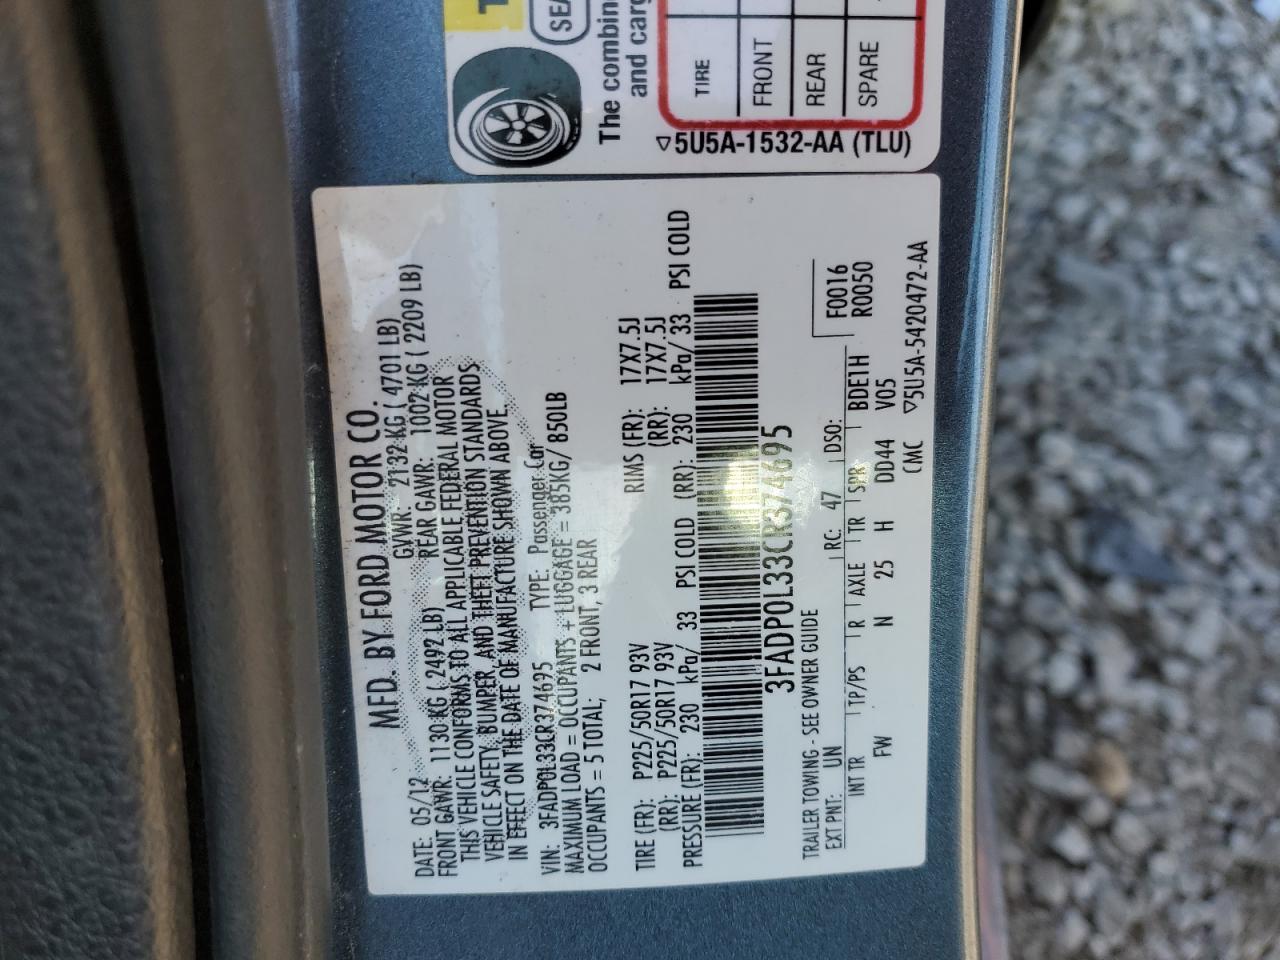 T
SEA
The combin
and carg
TIRE
FRONT
REAR
SPARE
▽5U5A-1532-AA (TLU)
MFD. BY FORD MOTOR CO.
DATE: 05/12 GVWR: 2132 KG ( 4701 LB)
FRONT GAWR: 1130 KG ( 2492 LB) REAR GAWR: 1002 KG ( 2209 LB)
THIS VEHICLE CONFORMS TO ALL APPLICABLE FEDERAL MOTOR
VEHICLE SAFETY, BUMPER, AND THEFT PREVENTION STANDARDS
IN EFFECT ON THE DATE OF MANUFACTURE SHOWN ABOVE.
VIN: 3FADP0L33CR374695 TYPE: Passenger Car
MAXIMUM LOAD = OCCUPANTS + LUGGAGE = 385KG/ 850LB
OCCUPANTS = 5 TOTAL; 2 FRONT, 3 REAR
TIRE (FR): P225/50R17 93V RIMS (FR): 17X7.5J
(RR): P225/50R17 93V (RR): 17X7.5J
PRESSURE (FR): 230 kPa/ 33 PSI COLD (RR): 230 kPa/ 33 PSI COLD
3FADP0L33CR374695
TRAILER TOWING - SEE OWNER GUIDE F0016
EXT PNT: UN RC: 47 DSO: R0050
INT TR TP/PS R AXLE TR SPR BDE1H
FW N 25 H DD44 V05
CMC ▽5U5A-5420472-AA